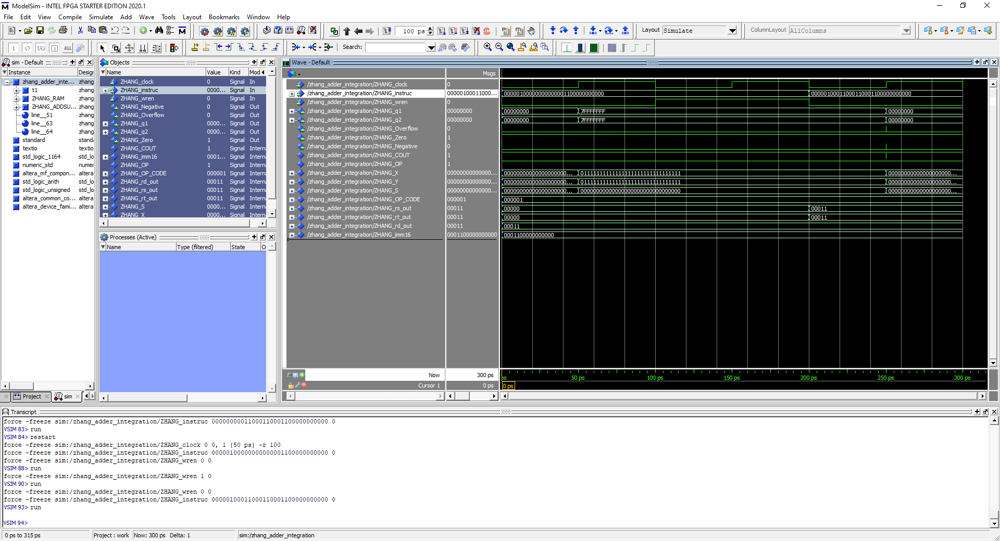 ModelSim - INTEL FPGA STARTER EDITION 2020.1
File Edit View Compile Simulate Add Wave Tools Layout Bookmarks Window Help
100 ps
Layout Simulate
ColumnLayout AllColumns
Search:
sim - Default
Instance Design
zhang_adder_inte... zhang
t1 zhang
ZHANG_RAM zhang
ZHANG_ADDSU... zhang
line__51 zhang
line__63 zhang
line__64 zhang
standard stand
textio textio
std_logic_1164 std_lo
numeric_std numer
altera_mf_compon... altera
std_logic_arith std_lo
std_logic_unsigned std_lo
altera_common_co... altera
altera_device_fami... altera
Project sim
Objects
Name Value Kind Mod
ZHANG_clock 0 Signal In
ZHANG_instruc 0000... Signal In
ZHANG_wren 0 Signal In
ZHANG_Negative 0 Signal Out
ZHANG_Overflow 0 Signal Out
ZHANG_q1 0000... Signal Out
ZHANG_q2 0000... Signal Out
ZHANG_Zero 1 Signal Out
ZHANG_COUT 1 Signal Intern
ZHANG_imm16 0001... Signal Intern
ZHANG_OP 1 Signal Intern
ZHANG_OP_CODE 000001 Signal Intern
ZHANG_rd_out 00011 Signal Intern
ZHANG_rs_out 00011 Signal Intern
ZHANG_rt_out 00011 Signal Intern
ZHANG_S 0000... Signal Intern
ZHANG_X 0000... Signal Intern
Processes (Active)
Name Type (filtered) State O
Wave - Default
Msgs
/zhang_adder_integration/ZHANG_clock 0
/zhang_adder_integration/ZHANG_instruc 00000100011000... 00000100000000000001100000000000 00000100011000110001100000000000
/zhang_adder_integration/ZHANG_wren 0
/zhang_adder_integration/ZHANG_q1 00000000 00000000 7FFFFFFF 00000000
/zhang_adder_integration/ZHANG_q2 00000000 00000000 7FFFFFFF 00000000
/zhang_adder_integration/ZHANG_Overflow 0
/zhang_adder_integration/ZHANG_Zero 1
/zhang_adder_integration/ZHANG_Negative 0
/zhang_adder_integration/ZHANG_COUT 1
/zhang_adder_integration/ZHANG_OP 1
/zhang_adder_integration/ZHANG_X 00000000000000... 00000000000000000000... 01111111111111111111111111111111 00000000000000000000...
/zhang_adder_integration/ZHANG_Y 00000000000000... 00000000000000000000... 01111111111111111111111111111111 00000000000000000000...
/zhang_adder_integration/ZHANG_S 00000000000000... 00000000000000000000... 00000000000000000000000000000000 00000000000000000000...
/zhang_adder_integration/ZHANG_OP_CODE 000001 000001
/zhang_adder_integration/ZHANG_rs_out 00011 00000 00011
/zhang_adder_integration/ZHANG_rt_out 00011 00000 00011
/zhang_adder_integration/ZHANG_rd_out 00011 00011
/zhang_adder_integration/ZHANG_imm16 0001100000000000 0001100000000000
Now 300 ps
ps 50 ps 100 ps 150 ps 200 ps 250 ps 300 ps
Cursor 1 0 ps 0 ps
Transcript
force -freeze sim:/zhang_adder_integration/ZHANG_instruc 00000000011000110001100000000000 0
VSIM 83> run
VSIM 84> restart
force -freeze sim:/zhang_adder_integration/ZHANG_clock 0 0, 1 {50 ps} -r 100
force -freeze sim:/zhang_adder_integration/ZHANG_instruc 00000100000000000001100000000000 0
force -freeze sim:/zhang_adder_integration/ZHANG_wren 0 0
VSIM 88> run
force -freeze sim:/zhang_adder_integration/ZHANG_wren 1 0
VSIM 90> run
force -freeze sim:/zhang_adder_integration/ZHANG_wren 0 0
force -freeze sim:/zhang_adder_integration/ZHANG_instruc 00000100011000110001100000000000 0
VSIM 93> run
VSIM 94>
0 ps to 315 ps Project : work Now: 300 ps Delta: 1 sim:/zhang_adder_integration